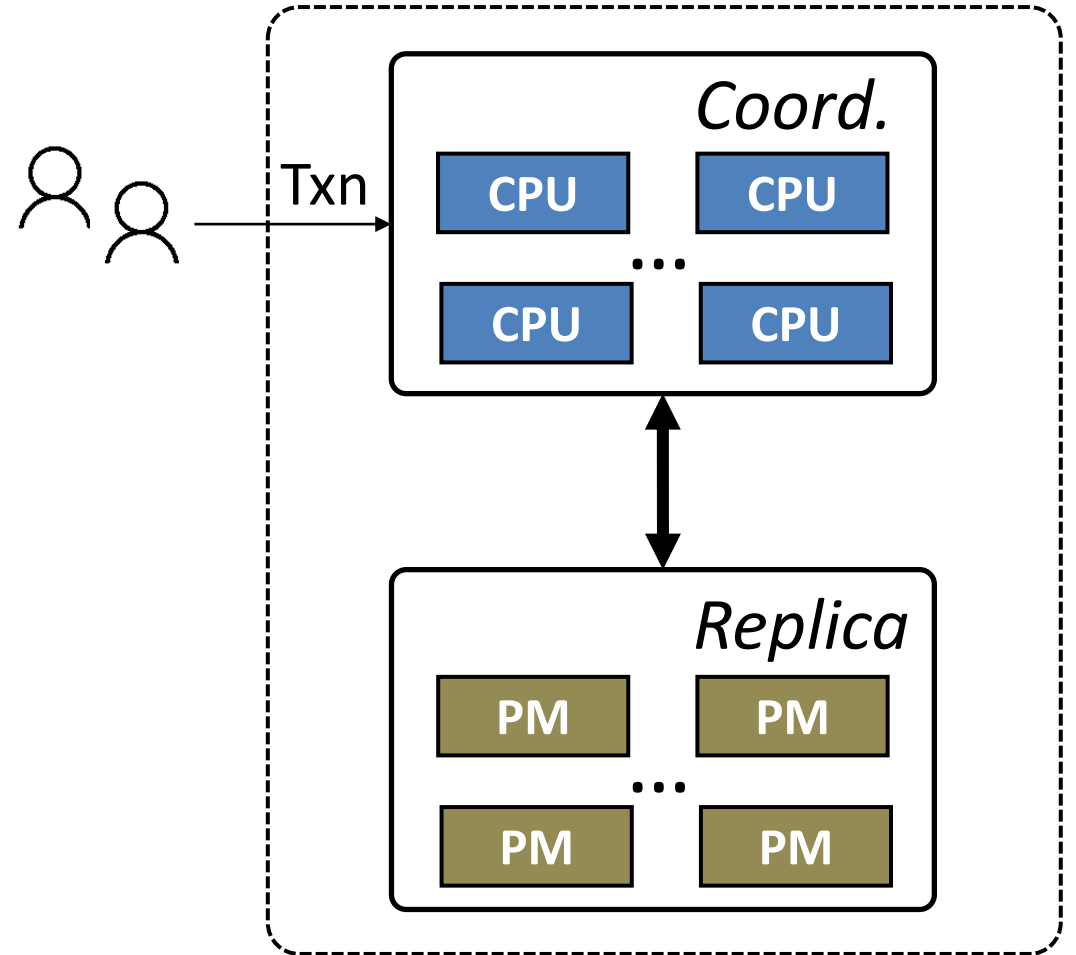 Coord.
Txn
CPU CPU
...
CPU CPU
Replica
PM PM
...
PM PM